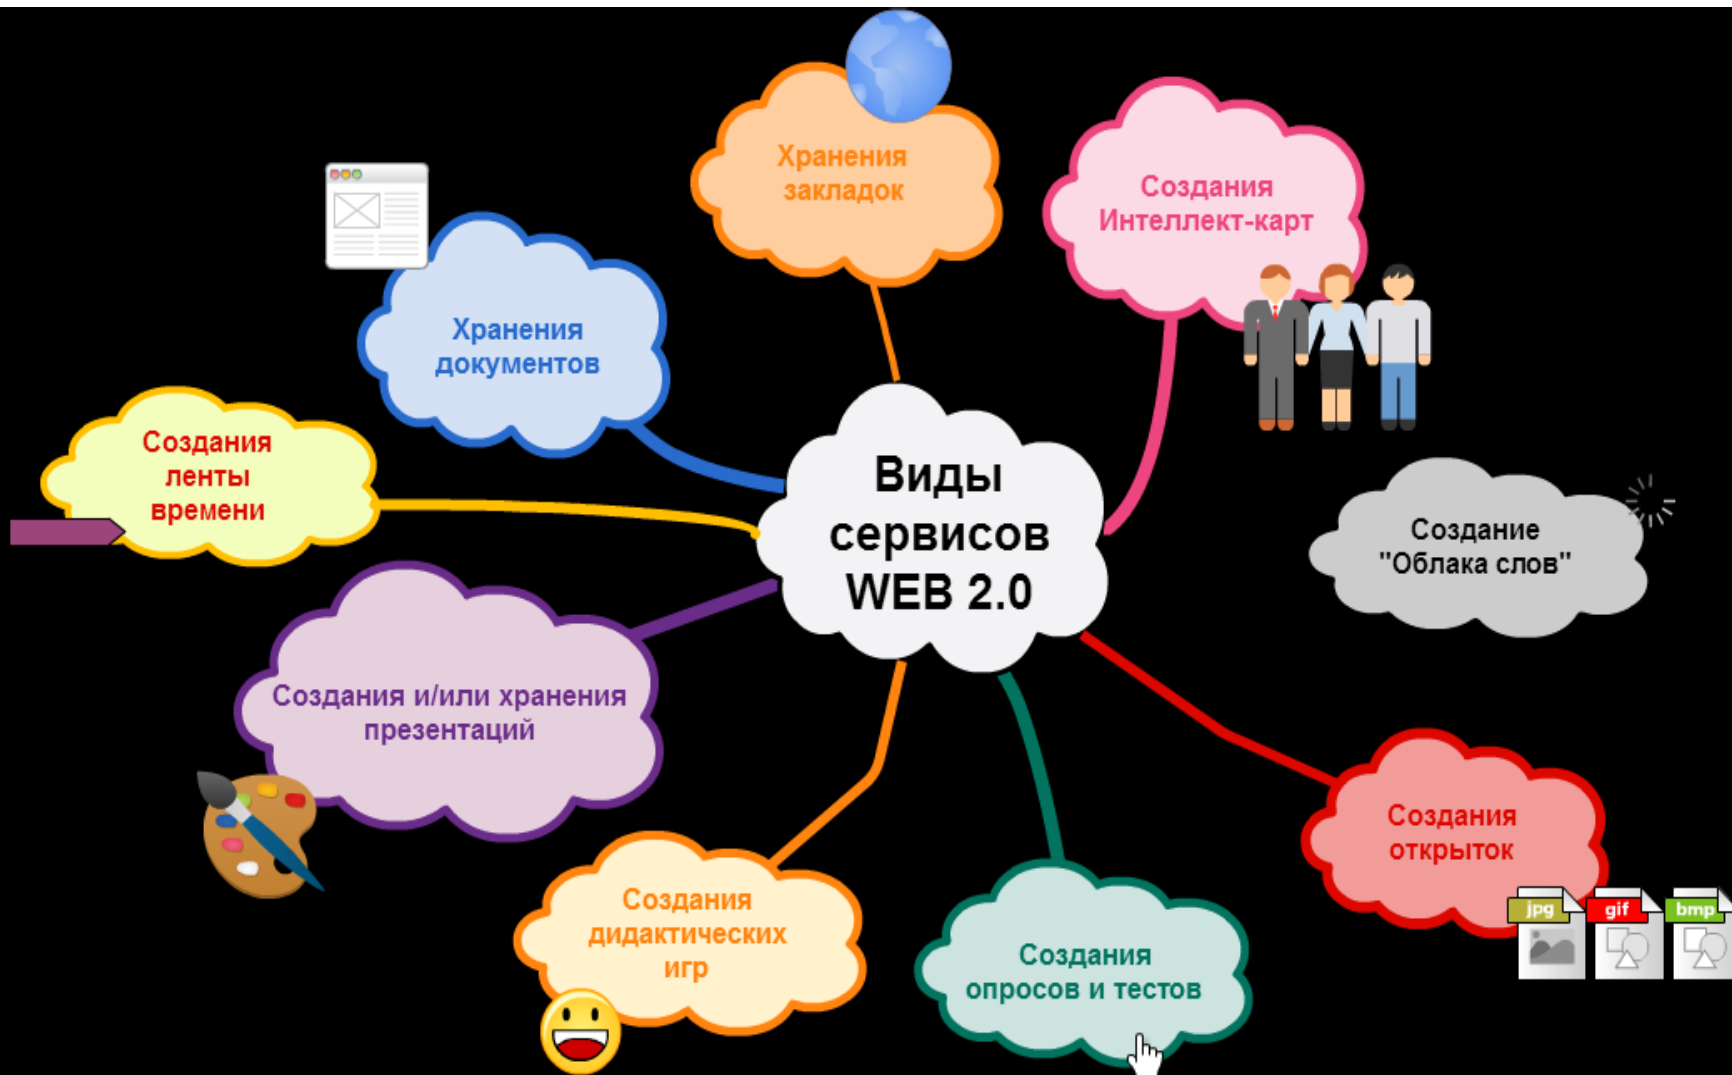 Хранения
закладок
Создания
Интеллект-карт
Хранения
документов
Создания
ленты
времени
Виды
сервисов
WEB 2.0
Создание
"Облака слов"
Создания и/или хранения
презентаций
Создания
открыток
jpg
gif
bmp
Создания
дидактических
игр
Создания
опросов и тестов